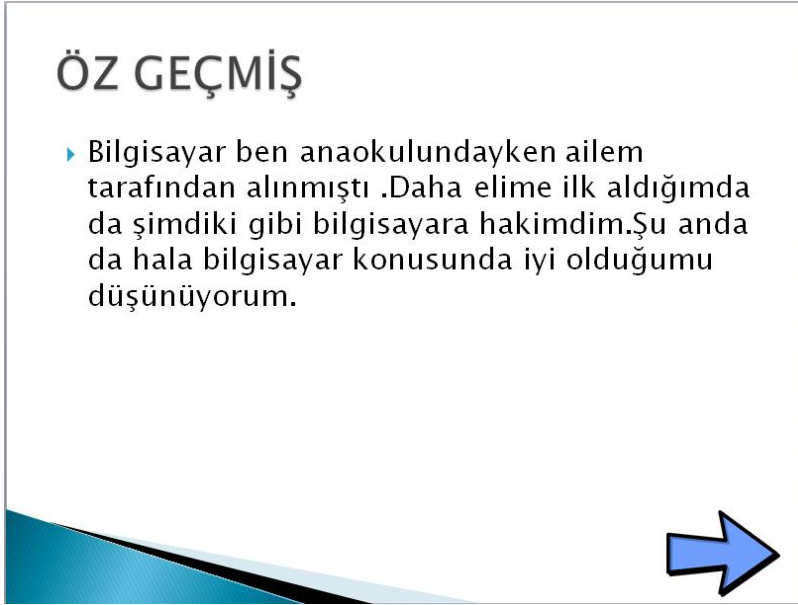 ÖZ GEÇMİŞ
Bilgisayar ben anaokulundayken ailem
tarafından alınmıştı .Daha elime ilk aldığımda
da şimdiki gibi bilgisayara hakimdim.Şu anda
da hala bilgisayar konusunda iyi olduğumu
düşünüyorum.